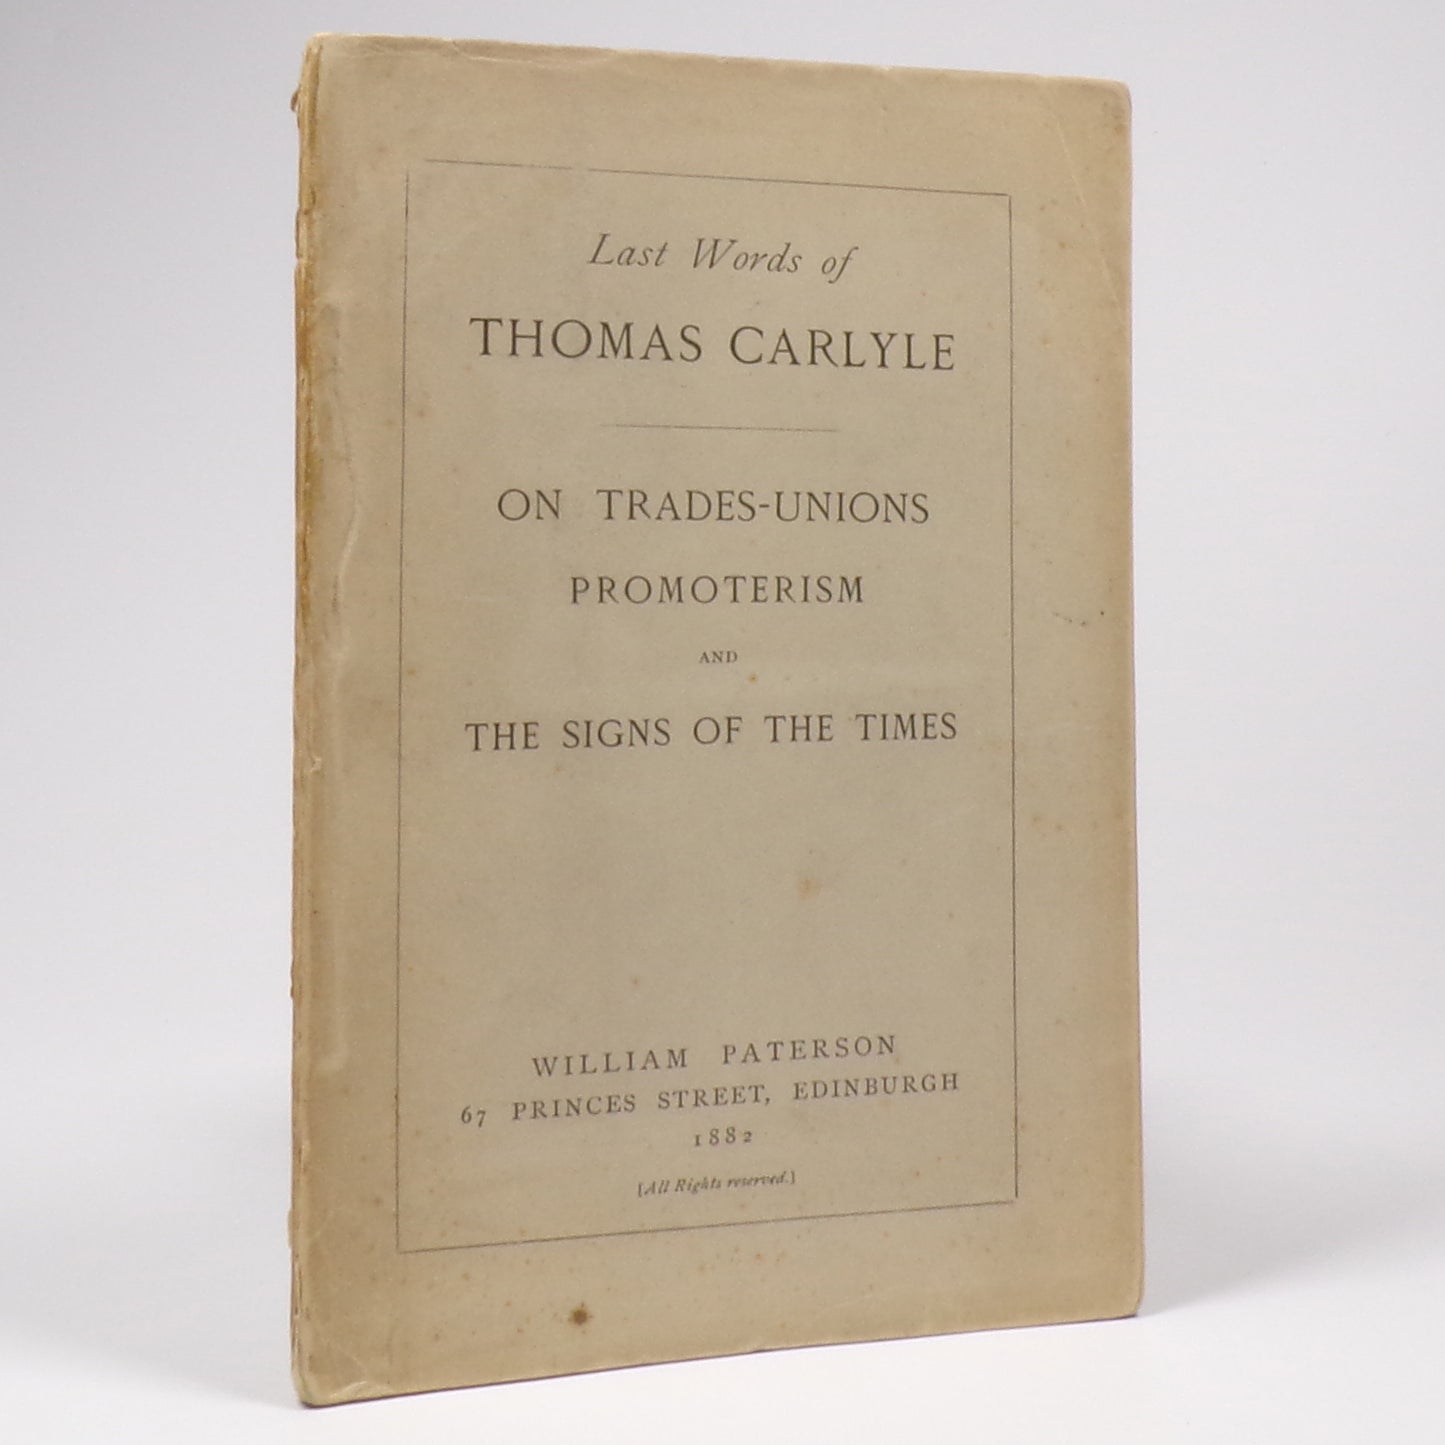 Last Words of
THOMAS CARLYLE
ON TRADES-UNIONS
PROMOTERISM
AND
THE SIGNS OF THE TIMES
WILLIAM PATERSON
67 PRINCES STREET, EDINBURGH
1882
[All Rights reserved.]